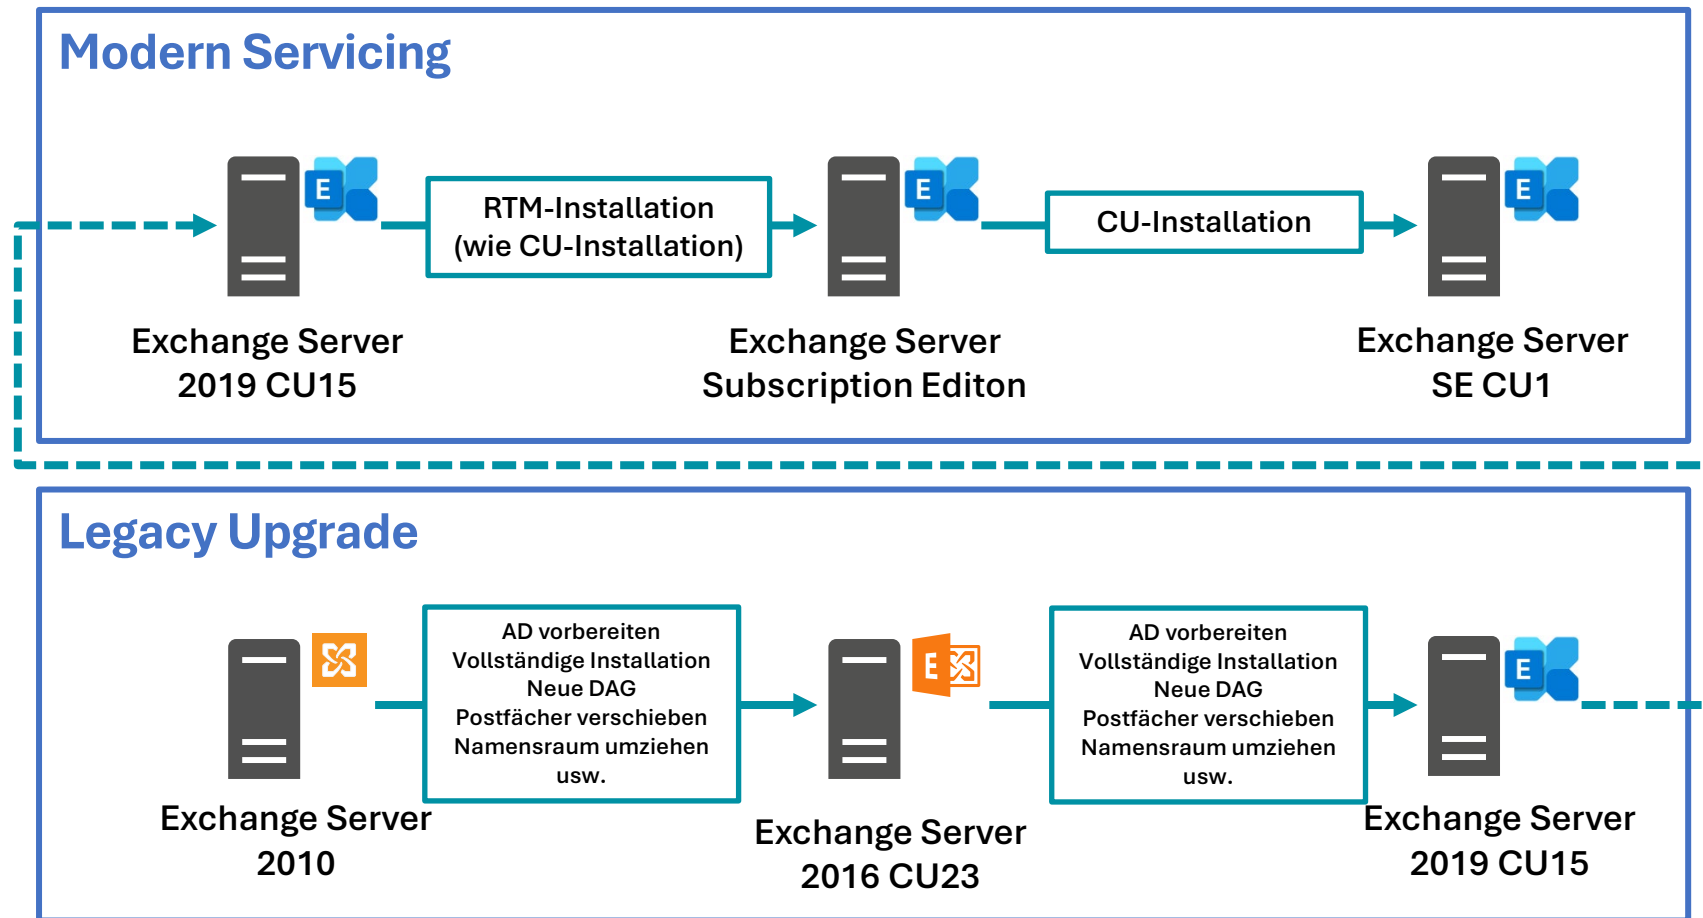 Modern Servicing
E
E
E
RTM-Installation
(wie CU-Installation)
CU-Installation
Exchange Server
2019 CU15
Exchange Server
Subscription Editon
Exchange Server
SE CU1
Legacy Upgrade
AD vorbereiten
Vollständige Installation
Neue DAG
Postfächer verschieben
Namensraum umziehen
usw.
E
AD vorbereiten
Vollständige Installation
Neue DAG
Postfächer verschieben
Namensraum umziehen
usw.
E
Exchange Server
2010
Exchange Server
2016 CU23
Exchange Server
2019 CU15